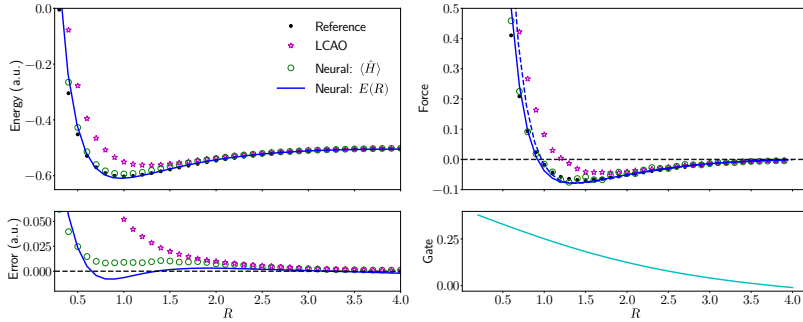 0.0
−0.2
−0.4
−0.6
Energy (a.u.)
Reference
LCAO
Neural: ⟨Ĥ⟩
Neural: E(R)
0.050
0.025
0.000
Error (a.u.)
0.5 1.0 1.5 2.0 2.5 3.0 3.5 4.0
R
0.5
0.4
0.3
0.2
0.1
0.0
−0.1
Force
0.25
0.00
Gate
0.5 1.0 1.5 2.0 2.5 3.0 3.5 4.0
R